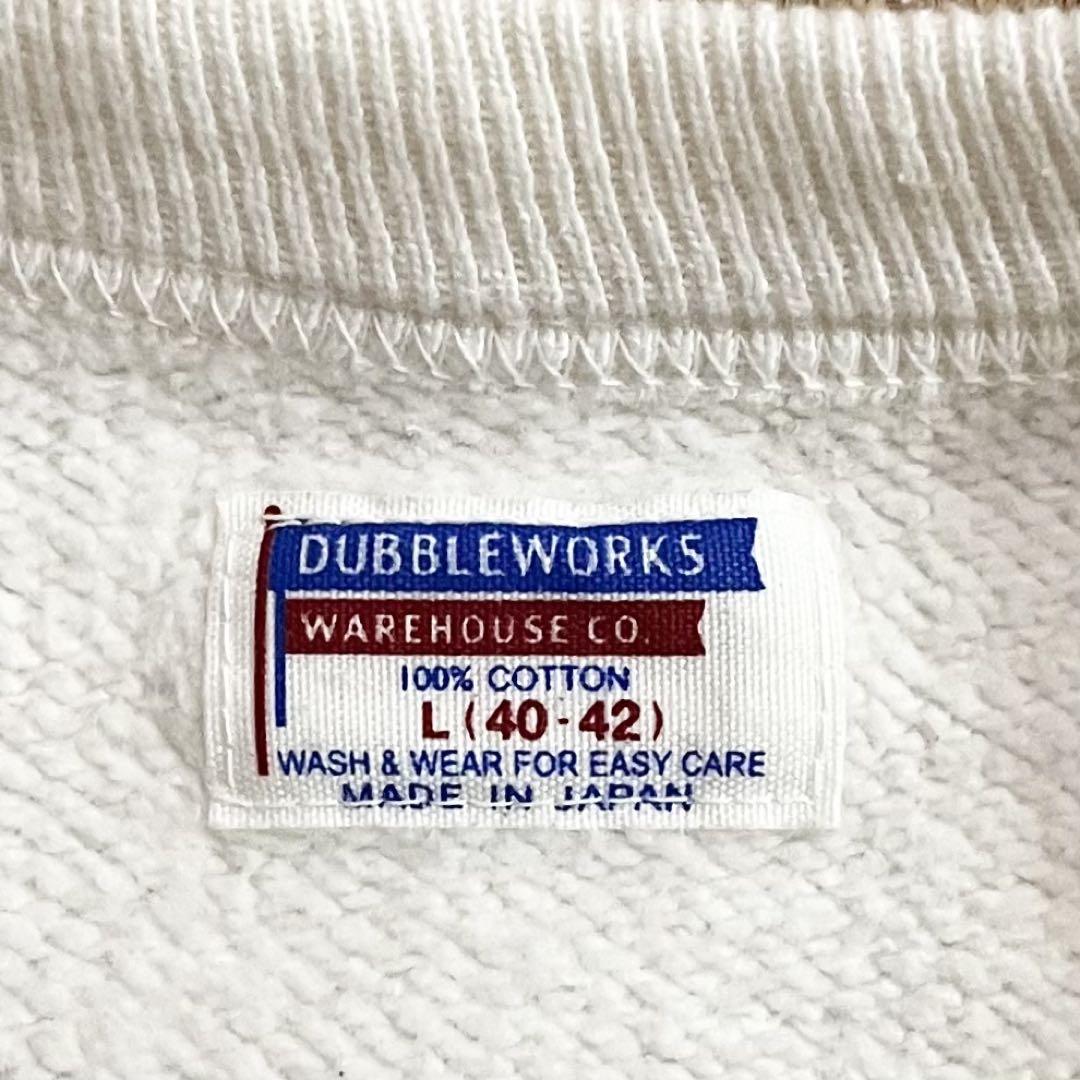 DUBBLEWORKS
WAREHOUSE CO.
100% COTTON
L (40-42)
WASH & WEAR FOR EASY CARE
MADE IN JAPAN